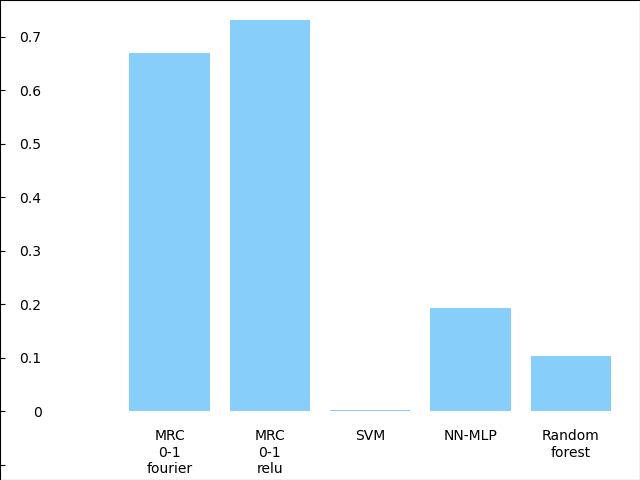 0.7
0.6
0.5
0.4
0.3
0.2
0.1
0
MRC
0-1
fourier
MRC
0-1
relu
SVM
NN-MLP
Random
forest